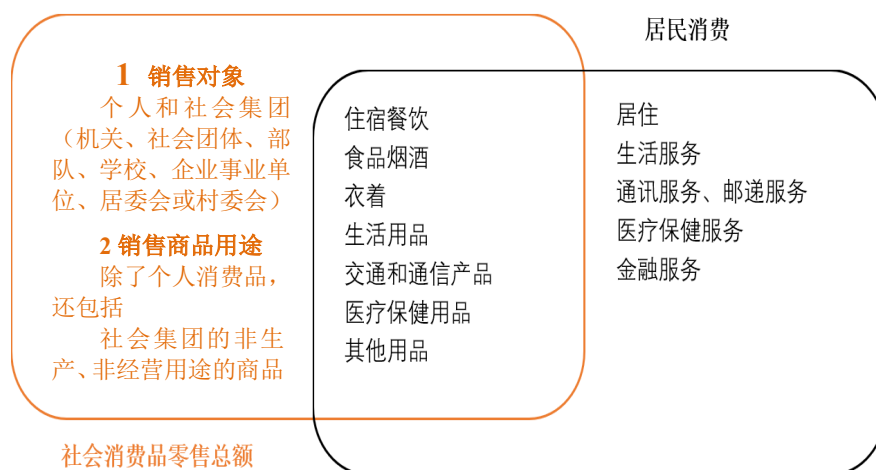 居民消费
1 销售对象
个人和社会集团
（机关、社会团体、部
队、学校、企业事业单
位、居委会或村委会）
2 销售商品用途
除了个人消费品，
还包括
社会集团的非生
产、非经营用途的商品
住宿餐饮
食品烟酒
衣着
生活用品
交通和通信产品
医疗保健用品
其他用品
居住
生活服务
通讯服务、邮递服务
医疗保健服务
金融服务
社会消费品零售总额